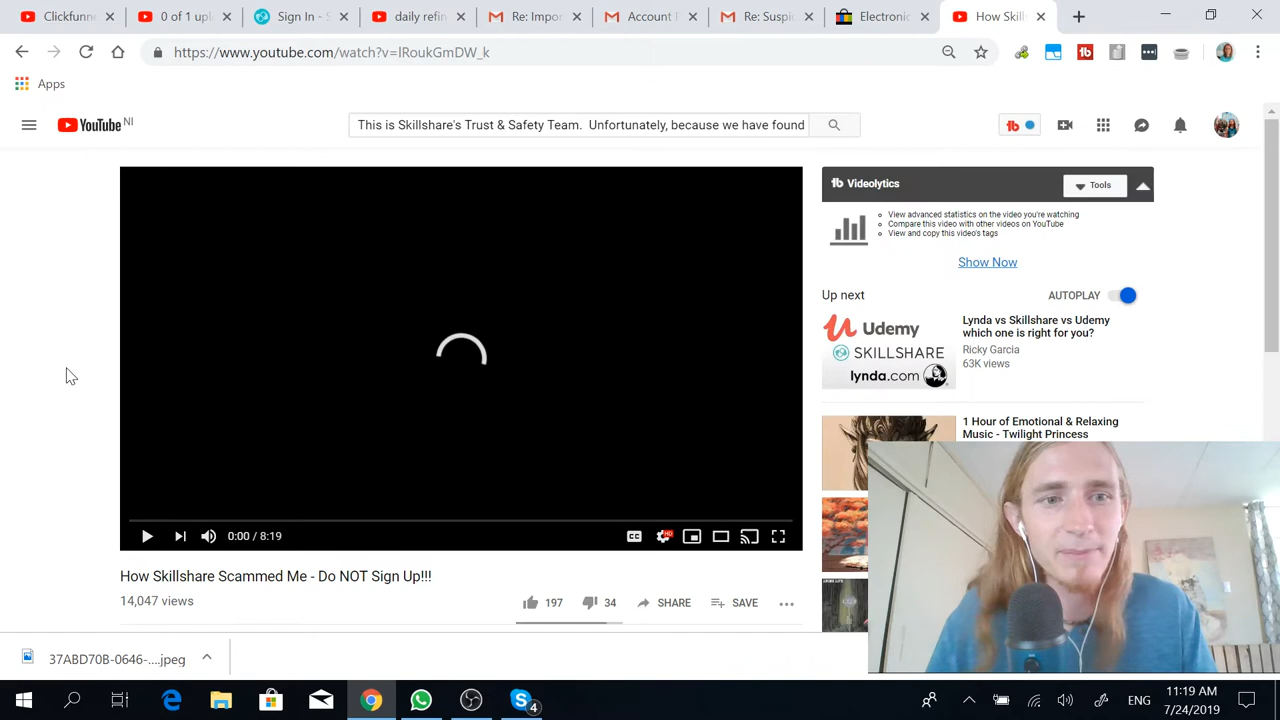 Clickfunn
0 of 1 upl
Sign In - S
daily refin
Re: Impor
Account F
Re: Suspic
Electronic
How Skills
https://www.youtube.com/watch?v=lRoukGmDW_k
Apps
YouTube NI
This is Skillshare's Trust & Safety Team. Unfortunately, because we have found
Videolytics
Tools
View advanced statistics on the video you're watching
Compare this video with other videos on YouTube
View and copy this video's tags
Show Now
Up next
AUTOPLAY
Udemy
SKILLSHARE
lynda.com
Lynda vs Skillshare vs Udemy
which one is right for you?
Ricky Garcia
63K views
1 Hour of Emotional & Relaxing
Music - Twilight Princess
0:00 / 8:19
CC
HD
How Skillshare Scammed Me - Do NOT Sign Up!!!
14,047 views
197
34
SHARE
SAVE
37ABD70B-0646-....jpeg
4
ENG
11:19 AM
7/24/2019